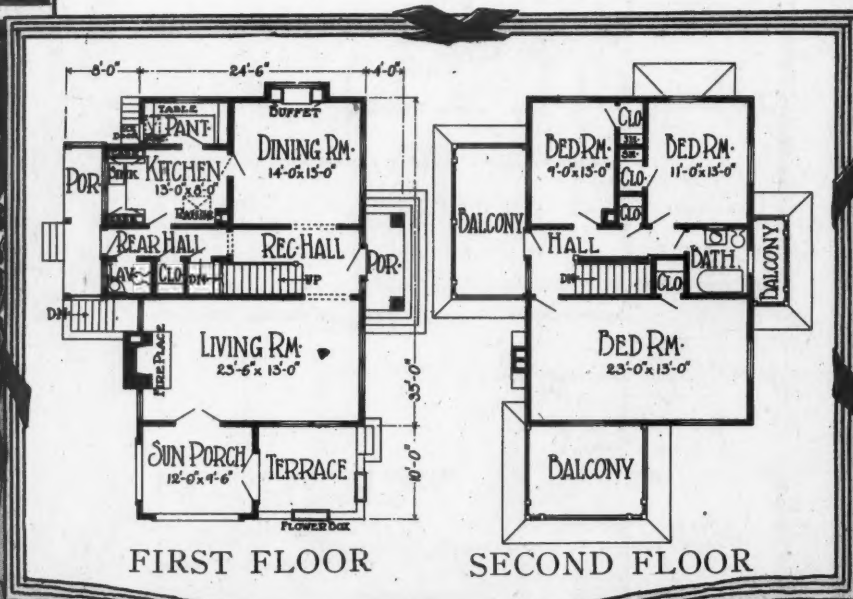 8'-0"
24'-6"
4'-0"
TABLE
PANT.
BUFFET
DINING RM.
14'-0"x13'-0"
KITCHEN
13'-0"x8'-0"
SINK
POR.
RANGE
REAR HALL
REC. HALL
POR.
LAV.
CLO.
DN
UP
DN
FIRE PLACE
LIVING RM.
23'-6"x 13'-0"
35'-0"
SUN PORCH
12'-0"x9'-6"
TERRACE
10'-0"
FLOWER BOX
FIRST FLOOR
CLO.
BED RM.
9'-0"x13'-0"
BED RM.
11'-0"x13'-0"
CLO.
CLO.
BALCONY
HALL
DN
BATH
BALCONY
CLO.
BED RM.
23'-0"x13'-0"
BALCONY
SECOND FLOOR